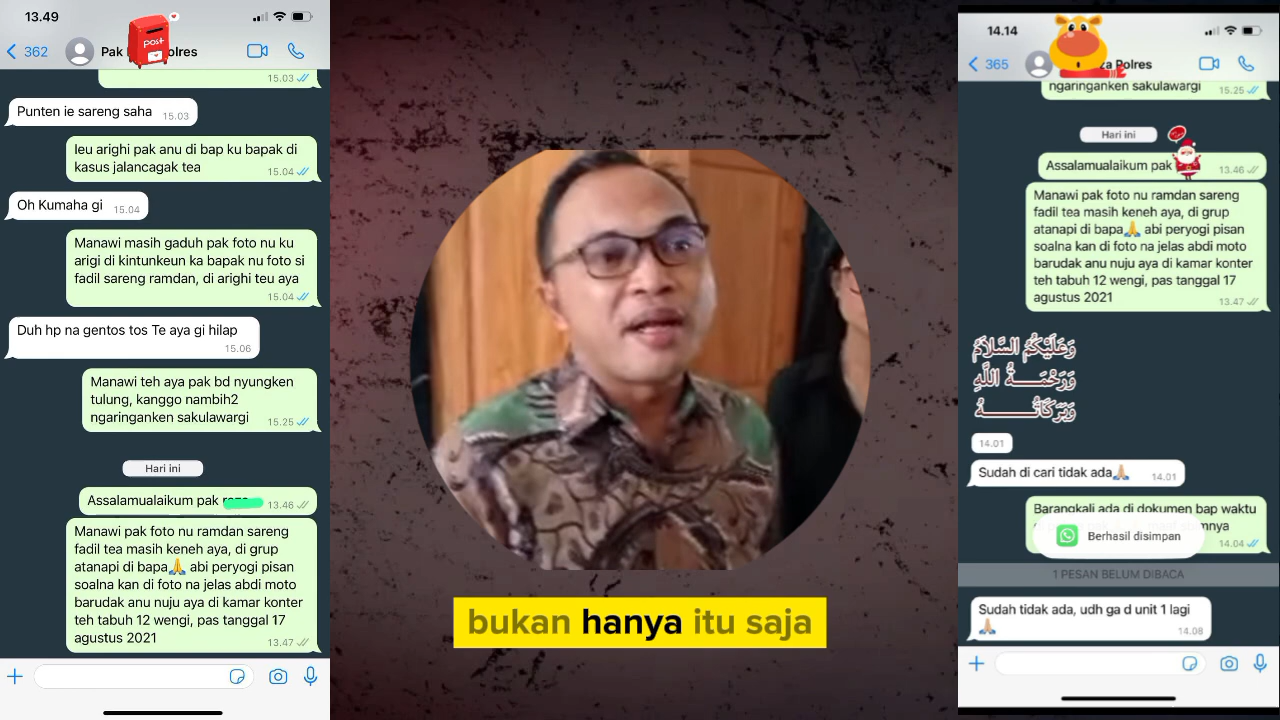 13.49
362
Pak
olres
post
15.03
Punten ie sareng saha
15.03
Ieu arighi pak anu di bap ku bapak di
kasus jalancagak tea
15.04
Oh Kumaha gi
15.04
Manawi masih gaduh pak foto nu ku
arigi di kintunkeun ka bapak nu foto si
fadil sareng ramdan, di arighi teu aya
15.04
Duh hp na gentos tos Te aya gi hilap
15.06
Manawi teh aya pak bd nyungken
tulung, kanggo nambih2
ngaringanken sakulawargi
15.25
Hari ini
Assalamualaikum pak
13.46
Manawi pak foto nu ramdan sareng
fadil tea masih keneh aya, di grup
atanapi di bapa🙏 abi peryogi pisan
soalna kan di foto na jelas abdi moto
barudak anu nuju aya di kamar konter
teh tabuh 12 wengi, pas tanggal 17
agustus 2021
13.47
bukan hanya itu saja
14.14
365
za Polres
ngaringanken sakulawargi
15.25
Hari ini
Assalamualaikum pak
13.46
Manawi pak foto nu ramdan sareng
fadil tea masih keneh aya, di grup
atanapi di bapa🙏 abi peryogi pisan
soalna kan di foto na jelas abdi moto
barudak anu nuju aya di kamar konter
teh tabuh 12 wengi, pas tanggal 17
agustus 2021
13.47
وَعَلَيْكُمُ السَّلَامُ
وَرَحْمَةُ اللَّهِ
وَبَرَكَاتُهُ
14.01
Sudah di cari tidak ada🙏🏼
14.01
Barangkali ada di dokumen bap waktu
mnya
14.04
Berhasil disimpan
1 PESAN BELUM DIBACA
Sudah tidak ada, udh ga d unit 1 lagi
🙏🏼
14.08